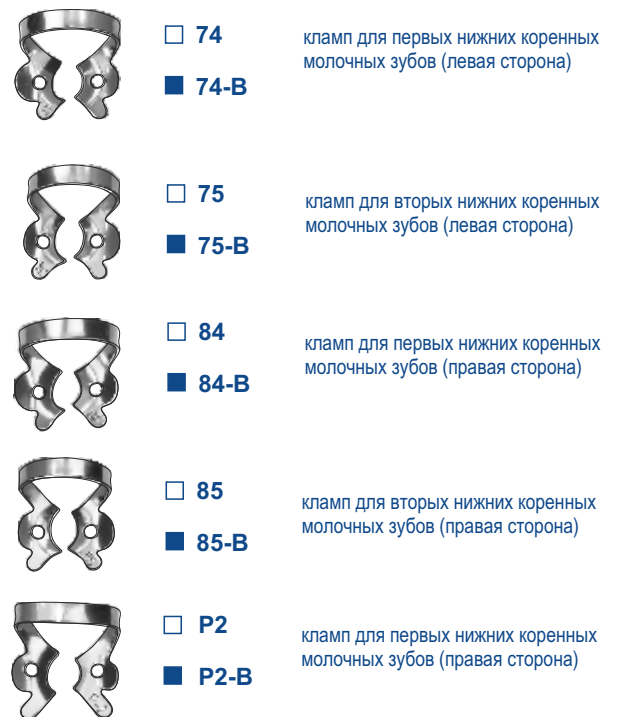 74
кламп для первых нижних коренных
молочных зубов (левая сторона)
74-B
75
кламп для вторых нижних коренных
молочных зубов (левая сторона)
75-B
84
кламп для первых нижних коренных
молочных зубов (правая сторона)
84-B
85
кламп для вторых нижних коренных
молочных зубов (правая сторона)
85-B
P2
кламп для первых нижних коренных
молочных зубов (правая сторона)
P2-B